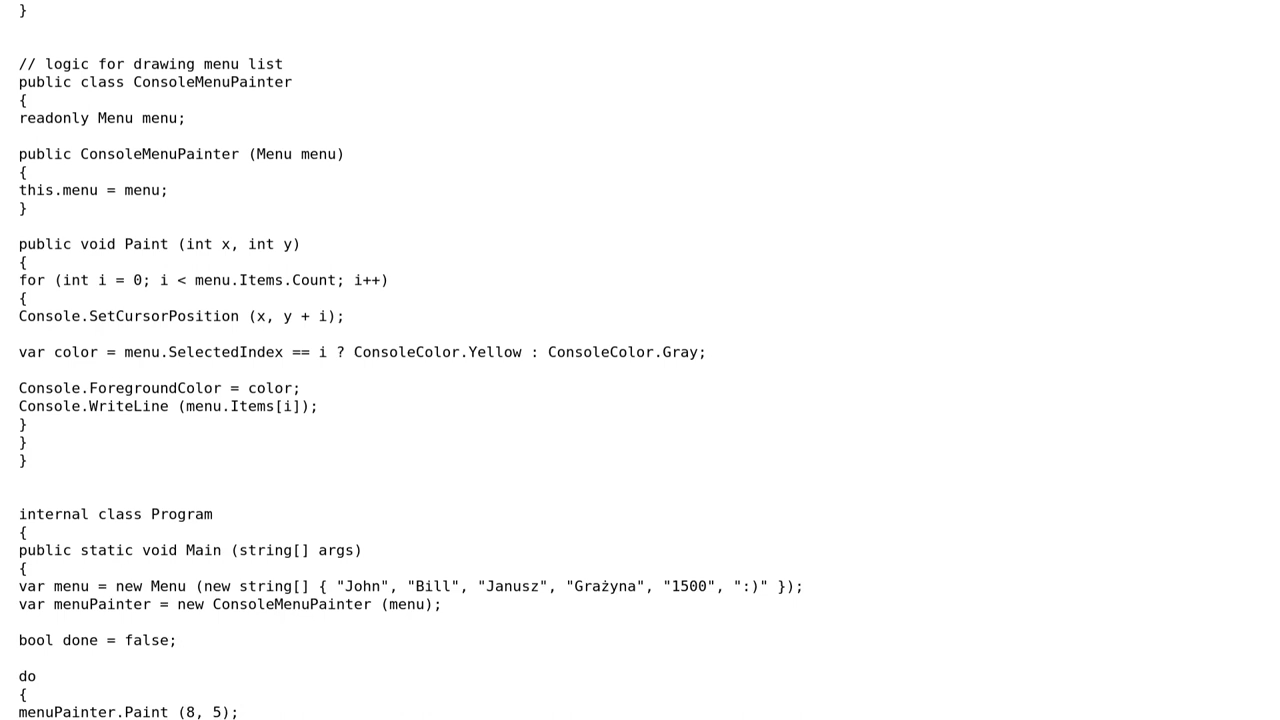 }
// logic for drawing menu list
public class ConsoleMenuPainter
{
readonly Menu menu;
public ConsoleMenuPainter (Menu menu)
{
this.menu = menu;
}
public void Paint (int x, int y)
{
for (int i = 0; i < menu.Items.Count; i++)
{
Console.SetCursorPosition (x, y + i);
var color = menu.SelectedIndex == i ? ConsoleColor.Yellow : ConsoleColor.Gray;
Console.ForegroundColor = color;
Console.WriteLine (menu.Items[i]);
}
}
}
internal class Program
{
public static void Main (string[] args)
{
var menu = new Menu (new string[] { "John", "Bill", "Janusz", "Grażyna", "1500", ":)" });
var menuPainter = new ConsoleMenuPainter (menu);
bool done = false;
do
{
menuPainter.Paint (8, 5);